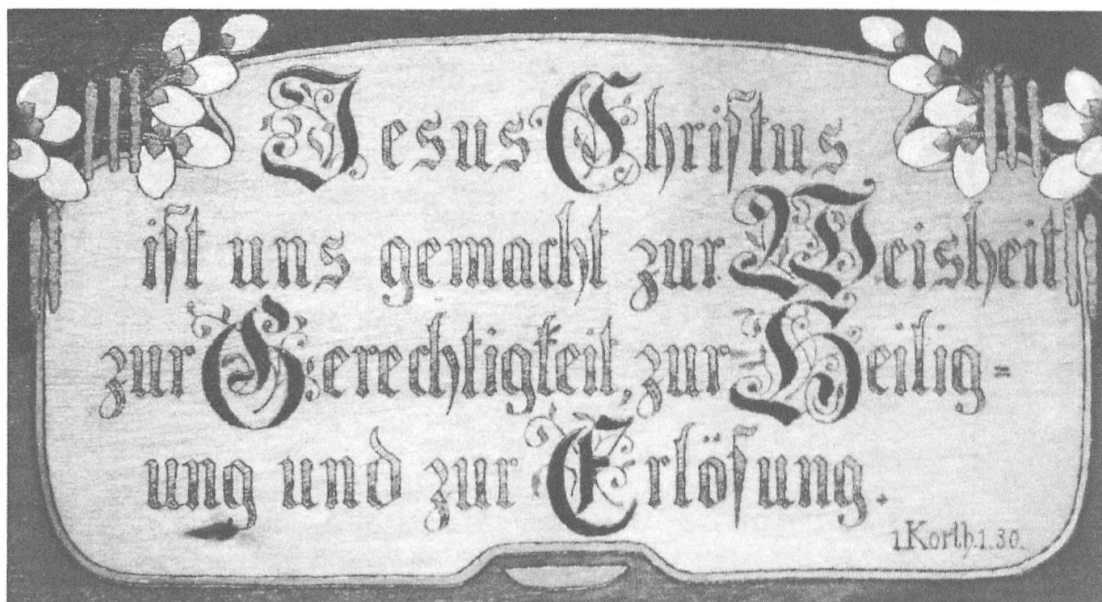 Jesus Christus
ist uns gemacht zur Weisheit
zur Gerechtigkeit, zur Heilig=
ung und zur Erlösung.
1.Korth.1.30.